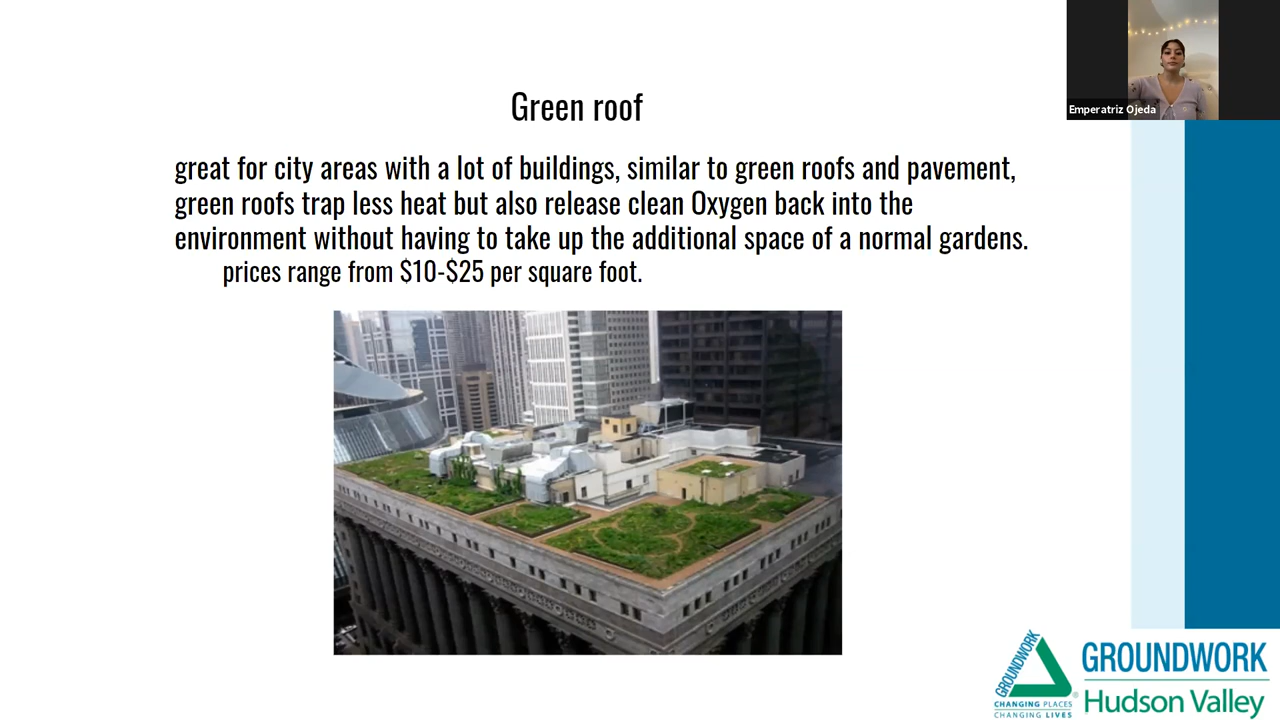 Emperatriz Ojeda
Green roof
great for city areas with a lot of buildings, similar to green roofs and pavement,
green roofs trap less heat but also release clean Oxygen back into the
environment without having to take up the additional space of a normal gardens.
prices range from $10-$25 per square foot.
GROUNDWORK
CHANGING PLACES
CHANGING LIVES
GROUNDWORK
Hudson Valley